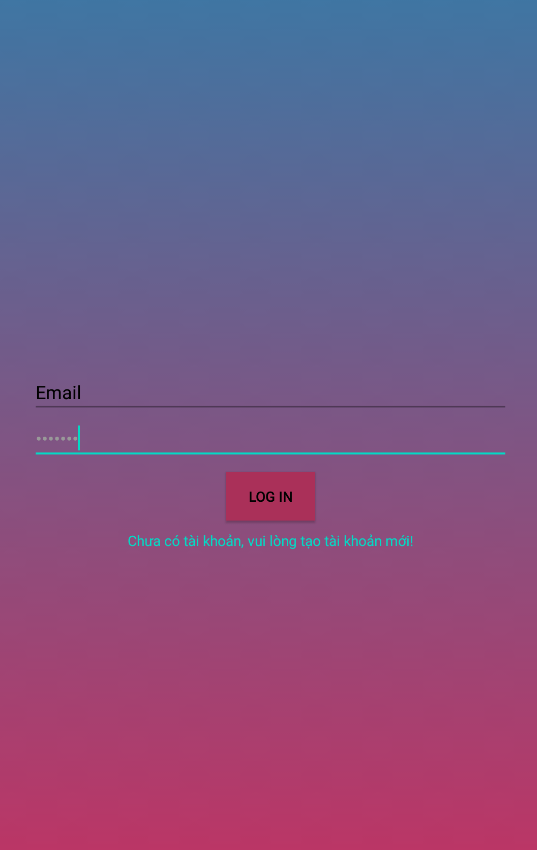 Email
•••••••
LOG IN
Chưa có tài khoản, vui lòng tạo tài khoản mới!